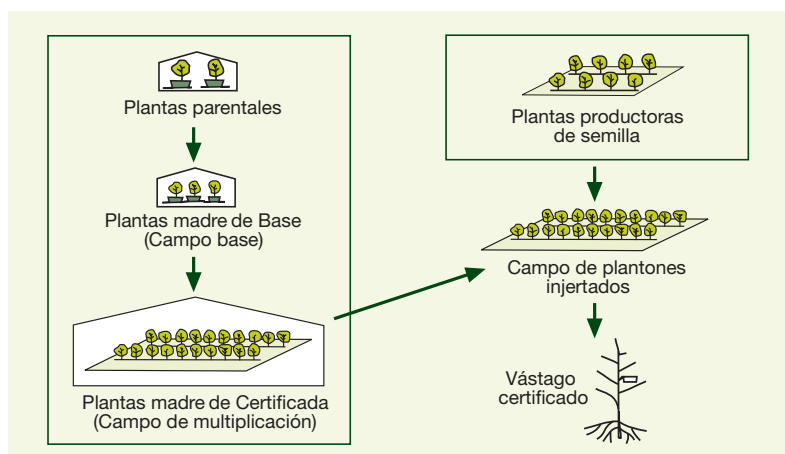 Plantas parentales
Plantas madre de Base
(Campo base)
Plantas madre de Certificada
(Campo de multiplicación)
Plantas productoras
de semilla
Campo de plantones
injertados
Vástago
certificado